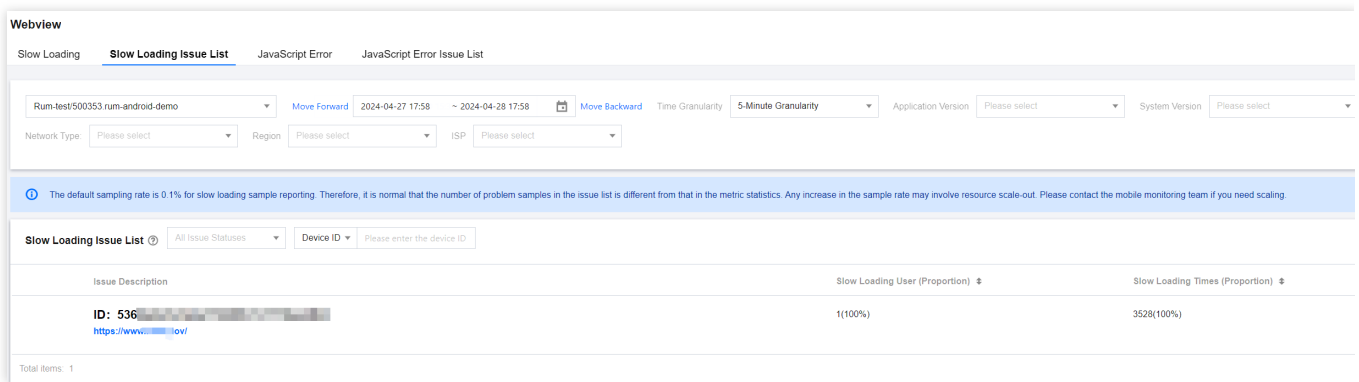 Webview
Slow Loading Slow Loading Issue List JavaScript Error JavaScript Error Issue List
Rum-test/500353.rum-android-demo Move Forward 2024-04-27 17:58 ~ 2024-04-28 17:58 Move Backward Time Granularity 5-Minute Granularity Application Version Please select System Version Please select
Network Type: Please select Region Please select ISP Please select
The default sampling rate is 0.1% for slow loading sample reporting. Therefore, it is normal that the number of problem samples in the issue list is different from that in the metric statistics. Any increase in the sample rate may involve resource scale-out. Please contact the mobile monitoring team if you need scaling.
Slow Loading Issue List All Issue Statuses Device ID Please enter the device ID
Issue Description Slow Loading User (Proportion) Slow Loading Times (Proportion)
ID: 536 1(100%) 3528(100%)
https://www. ov/
Total items: 1